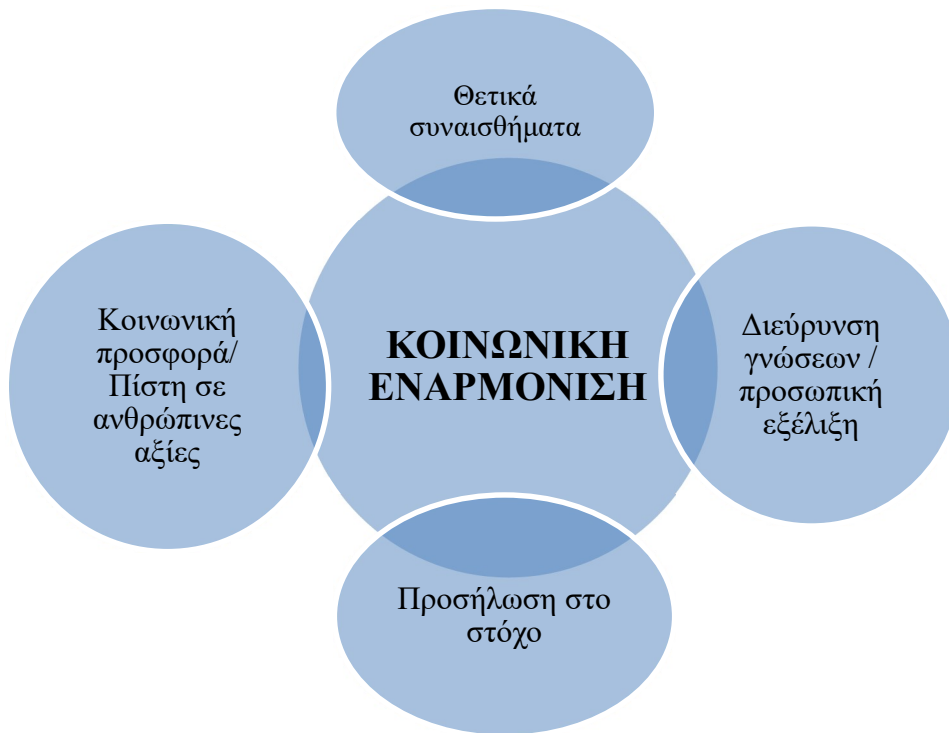 Θετικά
συναισθήματα
Κοινωνική
προσφορά/
Πίστη σε
ανθρώπινες
αξίες
ΚΟΙΝΩΝΙΚΗ
ΕΝΑΡΜΟΝΙΣΗ
Διεύρυνση
γνώσεων /
προσωπική
εξέλιξη
Προσήλωση στο
στόχο